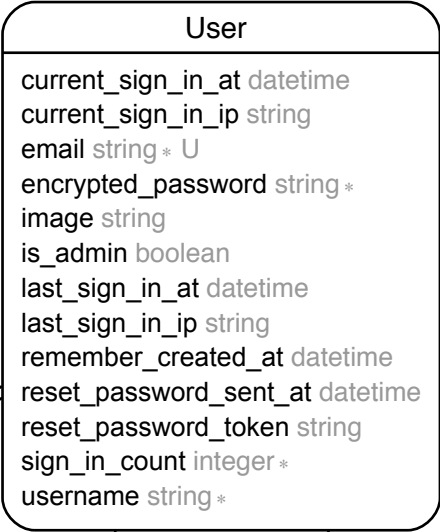 User
current_sign_in_at datetime
current_sign_in_ip string
email string * U
encrypted_password string *
image string
is_admin boolean
last_sign_in_at datetime
last_sign_in_ip string
remember_created_at datetime
reset_password_sent_at datetime
reset_password_token string
sign_in_count integer *
username string *